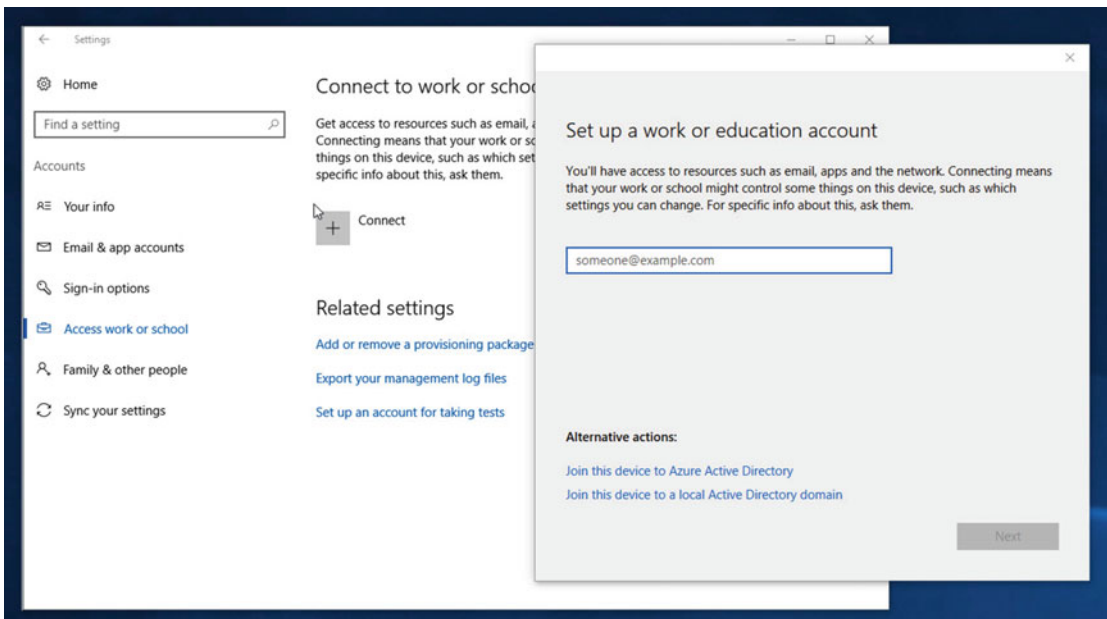 Settings
Home
Find a setting
Accounts
Your info
Email & app accounts
Sign-in options
Access work or school
Family & other people
Sync your settings
Connect to work or schoo
Get access to resources such as email, a
Connecting means that your work or sc
things on this device, such as which set
specific info about this, ask them.
Connect
Related settings
Add or remove a provisioning package
Export your management log files
Set up an account for taking tests
Set up a work or education account
You'll have access to resources such as email, apps and the network. Connecting means
that your work or school might control some things on this device, such as which
settings you can change. For specific info about this, ask them.
someone@example.com
Alternative actions:
Join this device to Azure Active Directory
Join this device to a local Active Directory domain
Next